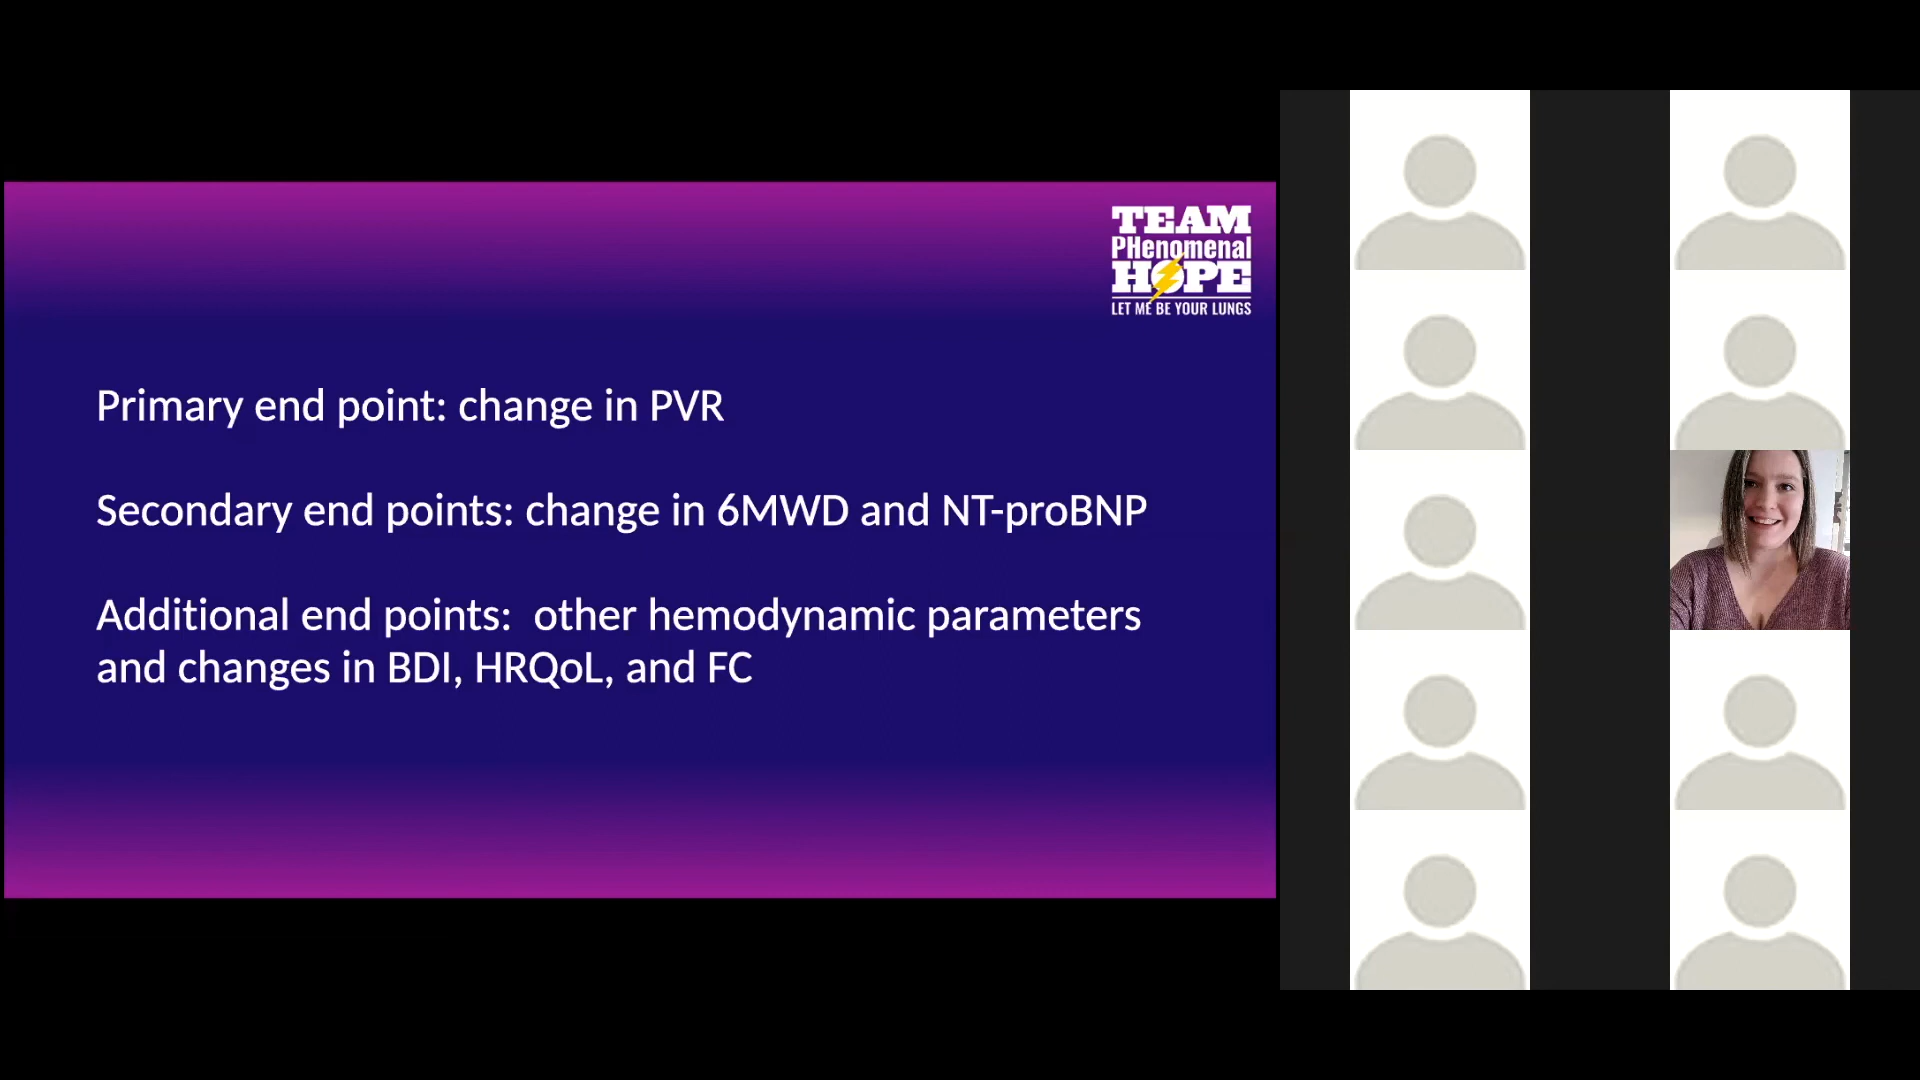 TEAM
PHenomenal
HOPE
LET ME BE YOUR LUNGS
Primary end point: change in PVR
Secondary end points: change in 6MWD and NT-proBNP
Additional end points:  other hemodynamic parameters
and changes in BDI, HRQoL, and FC